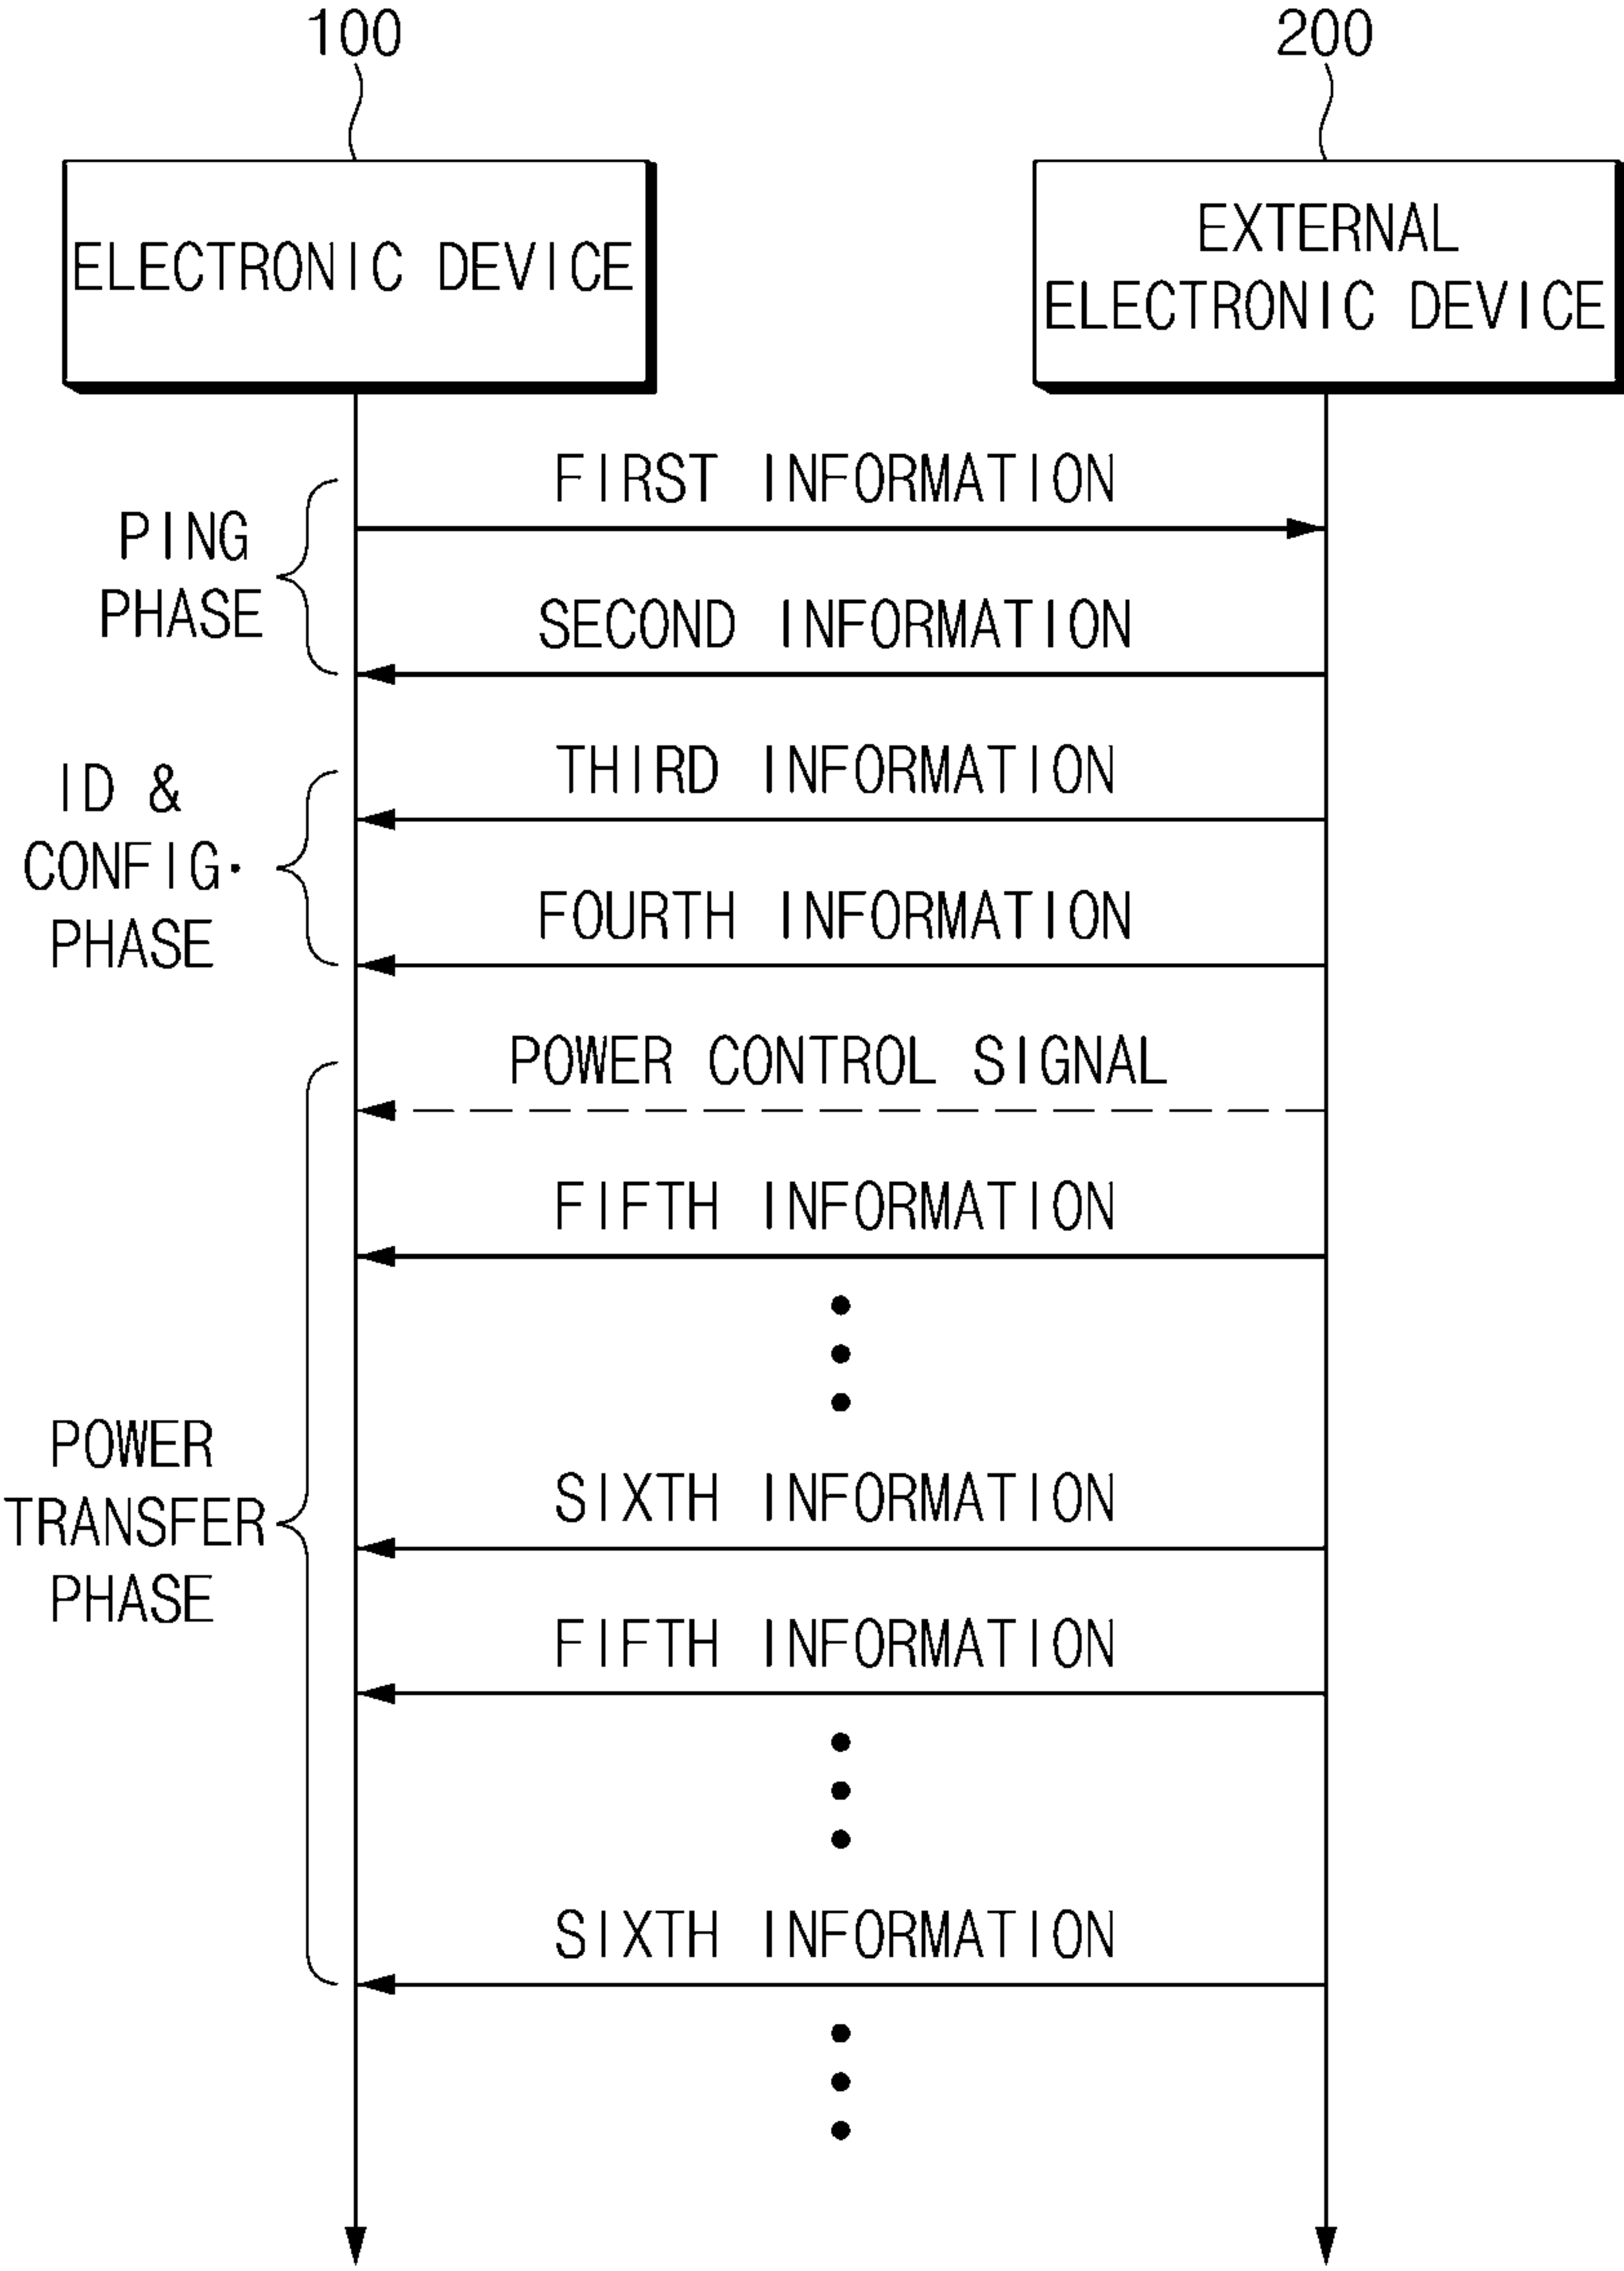 100
200
ELECTRONIC DEVICE
EXTERNAL
ELECTRONIC DEVICE
FIRST INFORMATION
PING
PHASE
SECOND INFORMATION
THIRD INFORMATION
ID &
CONFIG.
PHASE
FOURTH INFORMATION
POWER CONTROL SIGNAL
FIFTH INFORMATION
POWER
TRANSFER
PHASE
SIXTH INFORMATION
FIFTH INFORMATION
SIXTH INFORMATION